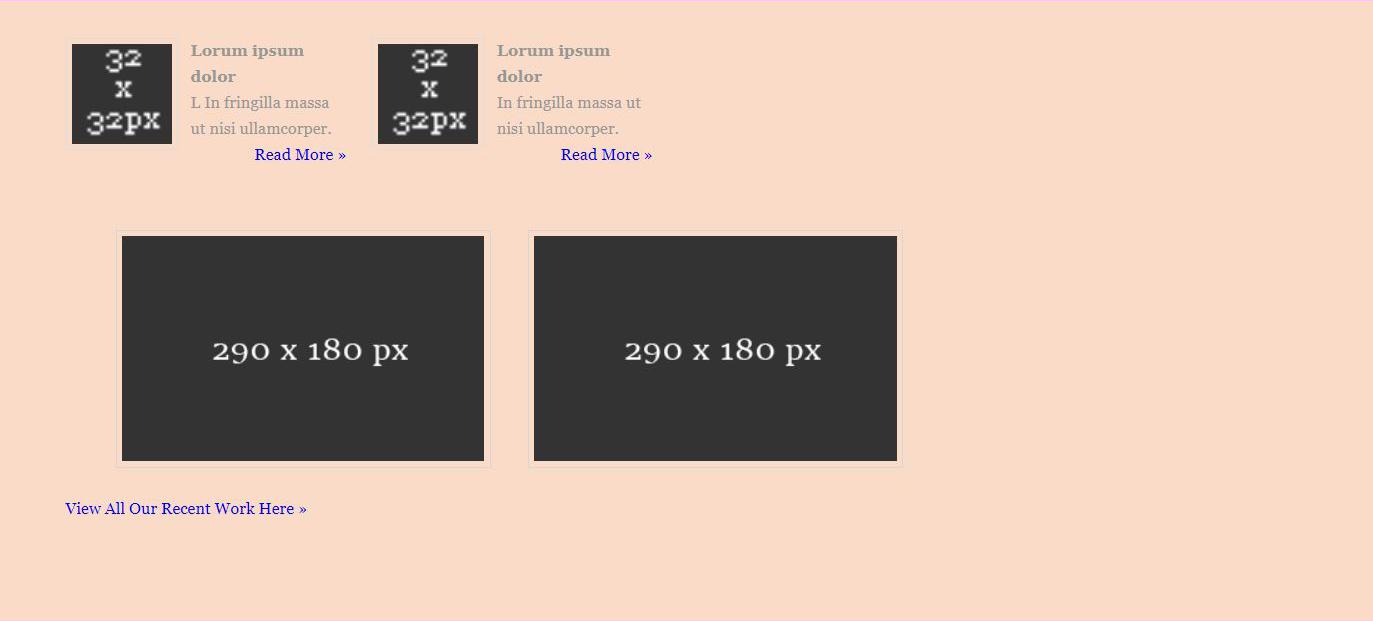 32
x
32px
Lorum ipsum
dolor
L In fringilla massa
ut nisi ullamcorper.
Read More »
32
x
32px
Lorum ipsum
dolor
In fringilla massa ut
nisi ullamcorper.
Read More »
290 x 180 px
290 x 180 px
View All Our Recent Work Here »